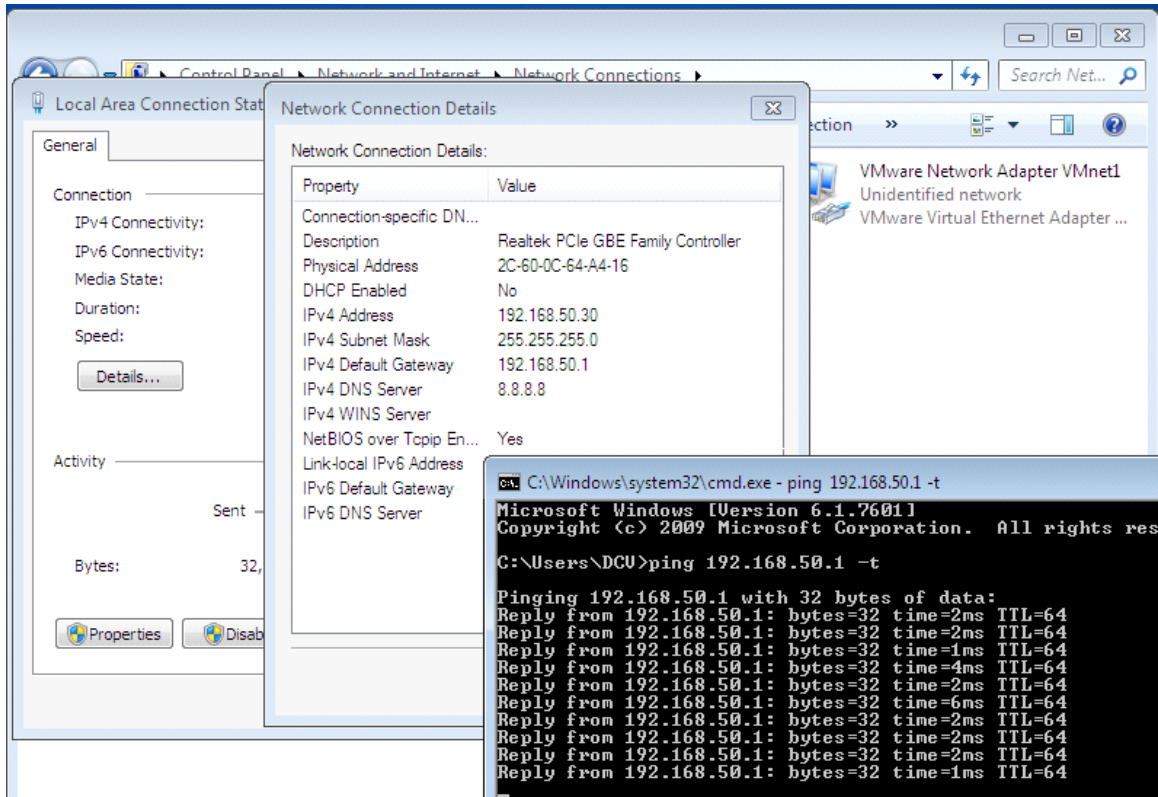 Control Panel Network and Internet Network Connections
Search Net...
Local Area Connection Stat
General
Connection
IPv4 Connectivity:
IPv6 Connectivity:
Media State:
Duration:
Speed:
Details...
Activity
Sent
Bytes: 32,
Properties Disab
Network Connection Details
Network Connection Details:
Property Value
Connection-specific DN...
Description Realtek PCIe GBE Family Controller
Physical Address 2C-60-0C-64-A4-16
DHCP Enabled No
IPv4 Address 192.168.50.30
IPv4 Subnet Mask 255.255.255.0
IPv4 Default Gateway 192.168.50.1
IPv4 DNS Server 8.8.8.8
IPv4 WINS Server
NetBIOS over Tcpip En... Yes
Link-local IPv6 Address
IPv6 Default Gateway
IPv6 DNS Server
ection »
VMware Network Adapter VMnet1
Unidentified network
VMware Virtual Ethernet Adapter ...
C:\Windows\system32\cmd.exe - ping 192.168.50.1 -t
Microsoft Windows [Version 6.1.7601]
Copyright (c) 2009 Microsoft Corporation. All rights res
C:\Users\DCV>ping 192.168.50.1 -t
Pinging 192.168.50.1 with 32 bytes of data:
Reply from 192.168.50.1: bytes=32 time=2ms TTL=64
Reply from 192.168.50.1: bytes=32 time=2ms TTL=64
Reply from 192.168.50.1: bytes=32 time=1ms TTL=64
Reply from 192.168.50.1: bytes=32 time=4ms TTL=64
Reply from 192.168.50.1: bytes=32 time=2ms TTL=64
Reply from 192.168.50.1: bytes=32 time=6ms TTL=64
Reply from 192.168.50.1: bytes=32 time=2ms TTL=64
Reply from 192.168.50.1: bytes=32 time=2ms TTL=64
Reply from 192.168.50.1: bytes=32 time=2ms TTL=64
Reply from 192.168.50.1: bytes=32 time=1ms TTL=64